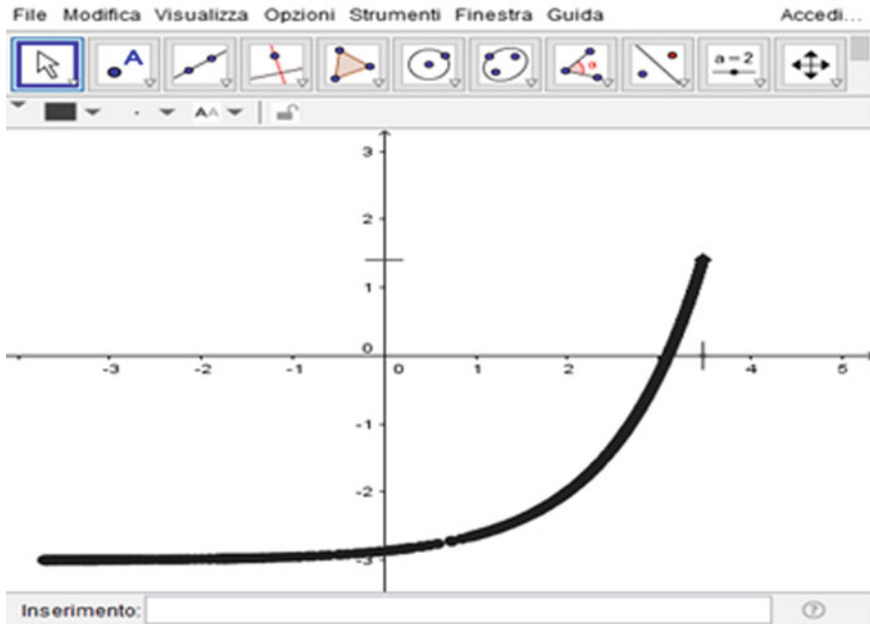 File Modifica Visualizza Opzioni Strumenti Finestra Guida Accedi...
A α a=2
AA
3
2
1
0
-3 -2 -1 0 1 2 4 5
-1
-2
-3
Inserimento: ?